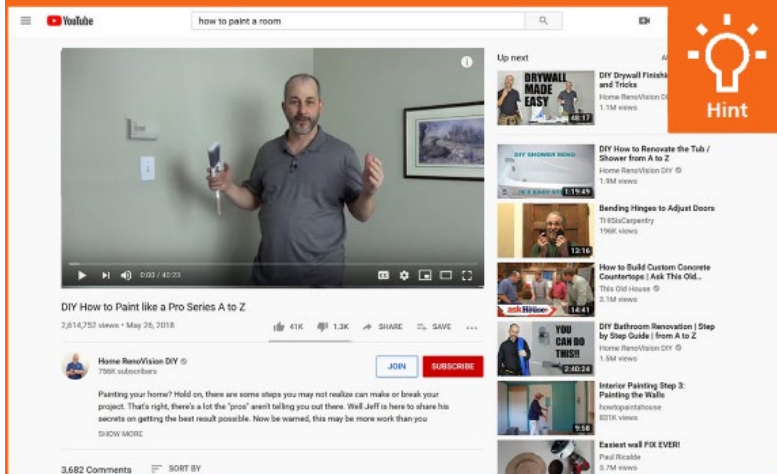 YouTube
how to paint a room
Hint
Up next
DRYWALL
MADE
EASY
48:17
DIY Drywall Finishi
and Tricks
Home RenoVision DI
1.1M views
DIY SHOWER RENO
1:19:49
DIY How to Renovate the Tub /
Shower from A to Z
Home RenoVision DIY
1.9M views
13:16
Bending Hinges to Adjust Doors
THISisCarpentry
196K views
ask House
14:41
How to Build Custom Concrete
Countertops | Ask This Old...
This Old House
3.1M views
YOU
CAN DO
THIS!!
2:40:24
DIY Bathroom Renovation | Step
by Step Guide | from A to Z
Home RenoVision DIY
1.5M views
9:58
Interior Painting Step 3:
Painting the Walls
howtopaintahouse
831K views
Easiest wall FIX EVER!
Paul Ricalde
3.7M views
0:00 / 40:23
CC
DIY How to Paint like a Pro Series A to Z
2,614,752 views • May 26, 2018
41K
1.3K
SHARE
SAVE
Home RenoVision DIY
766K subscribers
JOIN
SUBSCRIBE
Painting your home? Hold on, there are some steps you may not realize can make or break your
project. That's right, there's a lot the "pros" aren't telling you out there. Well Jeff is here to share his
secrets on getting the best result possible. Now be warned, this may be more work than you
SHOW MORE
3,682 Comments
SORT BY